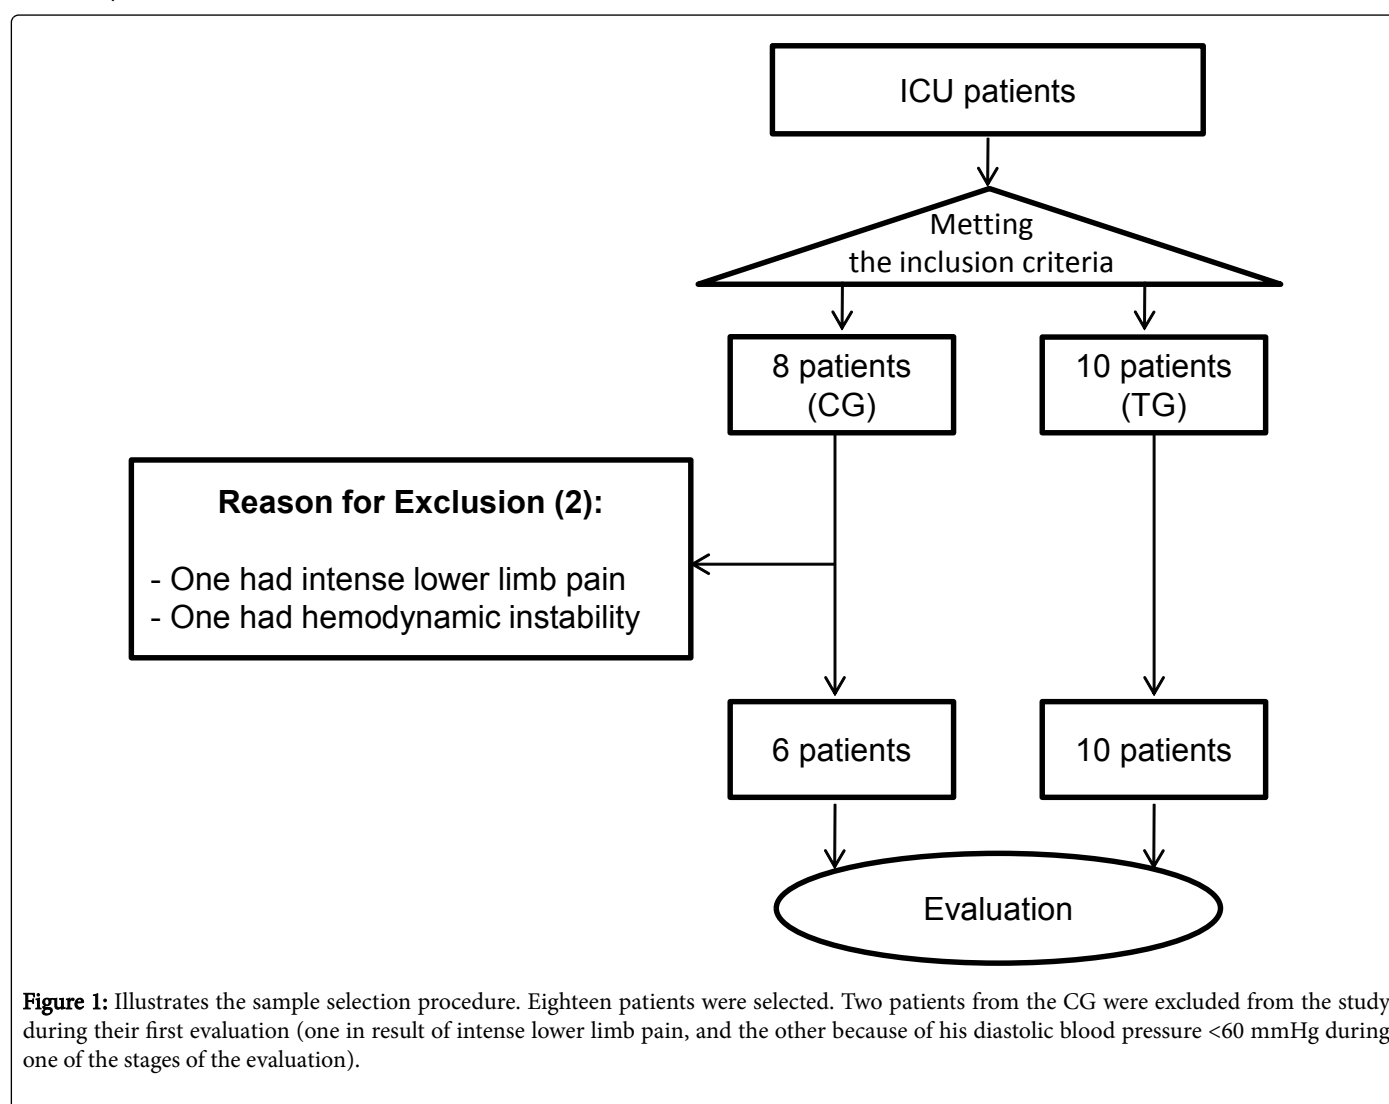 ICU patients
Metting
the inclusion criteria
8 patients
(CG)
10 patients
(TG)
Reason for Exclusion (2):
- One had intense lower limb pain
- One had hemodynamic instability
6 patients
10 patients
Evaluation
Figure 1: Illustrates the sample selection procedure. Eighteen patients were selected. Two patients from the CG were excluded from the study
during their first evaluation (one in result of intense lower limb pain, and the other because of his diastolic blood pressure <60 mmHg during
one of the stages of the evaluation).